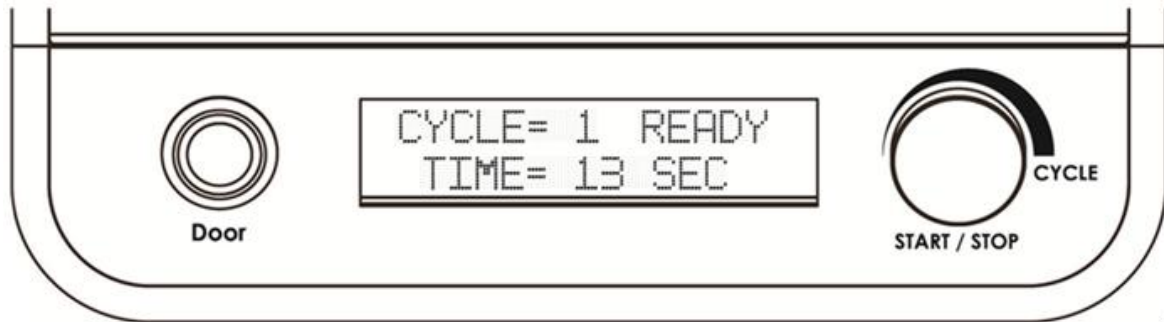 CYCLE= 1 READY
TIME= 13 SEC
CYCLE
Door
START / STOP